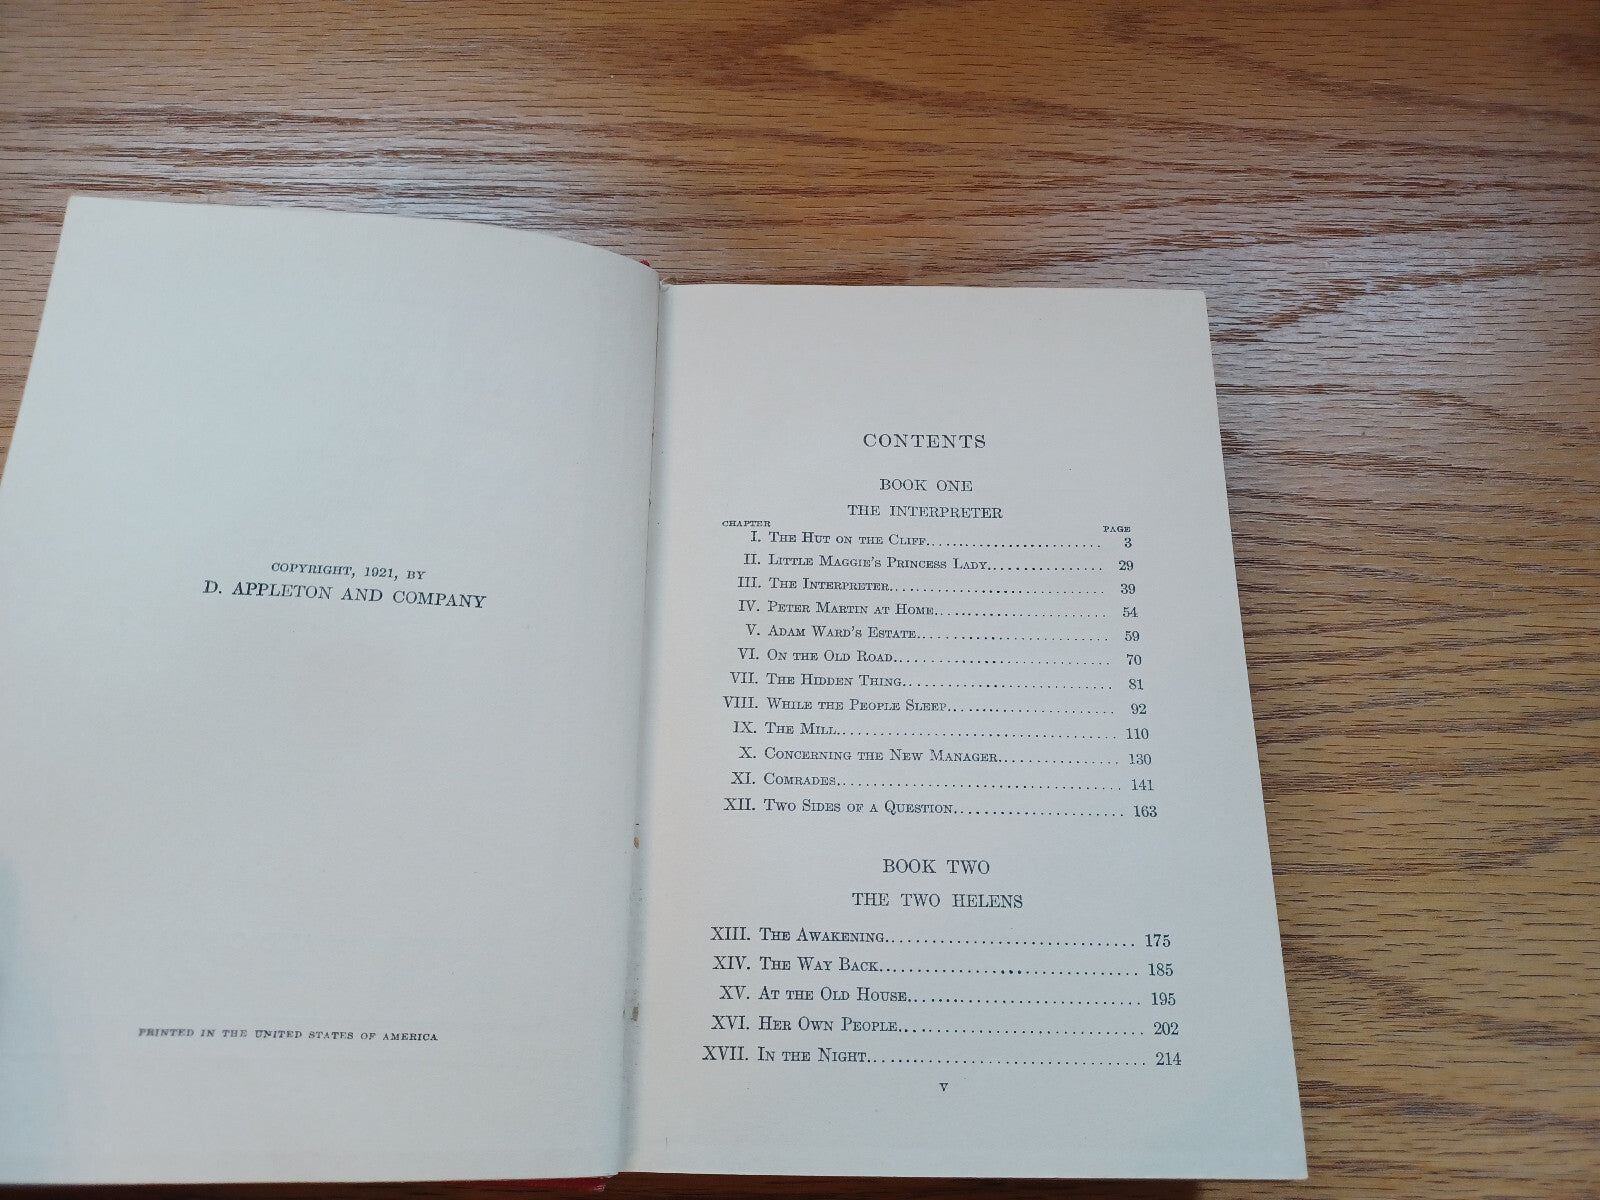 COPYRIGHT, 1921, BY
D. APPLETON AND COMPANY
PRINTED IN THE UNITED STATES OF AMERICA
CONTENTS
BOOK ONE
THE INTERPRETER
CHAPTER PAGE
I. THE HUT ON THE CLIFF........................ 3
II. LITTLE MAGGIE'S PRINCESS LADY................ 29
III. THE INTERPRETER............................. 39
IV. PETER MARTIN AT HOME....................... 54
V. ADAM WARD'S ESTATE.......................... 59
VI. ON THE OLD ROAD............................. 70
VII. THE HIDDEN THING............................ 81
VIII. WHILE THE PEOPLE SLEEP...................... 92
IX. THE MILL..................................... 110
X. CONCERNING THE NEW MANAGER................ 130
XI. COMRADES...................................... 141
XII. TWO SIDES OF A QUESTION....................... 163
BOOK TWO
THE TWO HELENS
XIII. THE AWAKENING............................... 175
XIV. THE WAY BACK................................ 185
XV. AT THE OLD HOUSE............................. 195
XVI. HER OWN PEOPLE.............................. 202
XVII. IN THE NIGHT.................................. 214
v